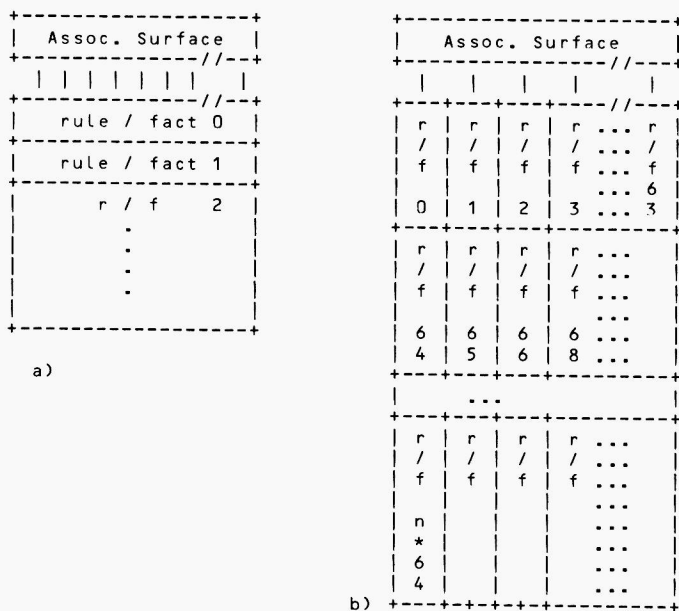 Assoc. Surface
rule / fact 0
rule / fact 1
r / f 2
.
.
.
.
a)
Assoc. Surface
r r r r ... r
/ / / / ... /
f f f f ... f
... 6
0 1 2 3 ... 3
r r r r ...
/ / / / ...
f f f f ...
...
6 6 6 6 ...
4 5 6 8 ...
...
r r r r ...
/ / / / ...
f f f f ...
...
n ...
* ...
6 ...
4 ...
b)